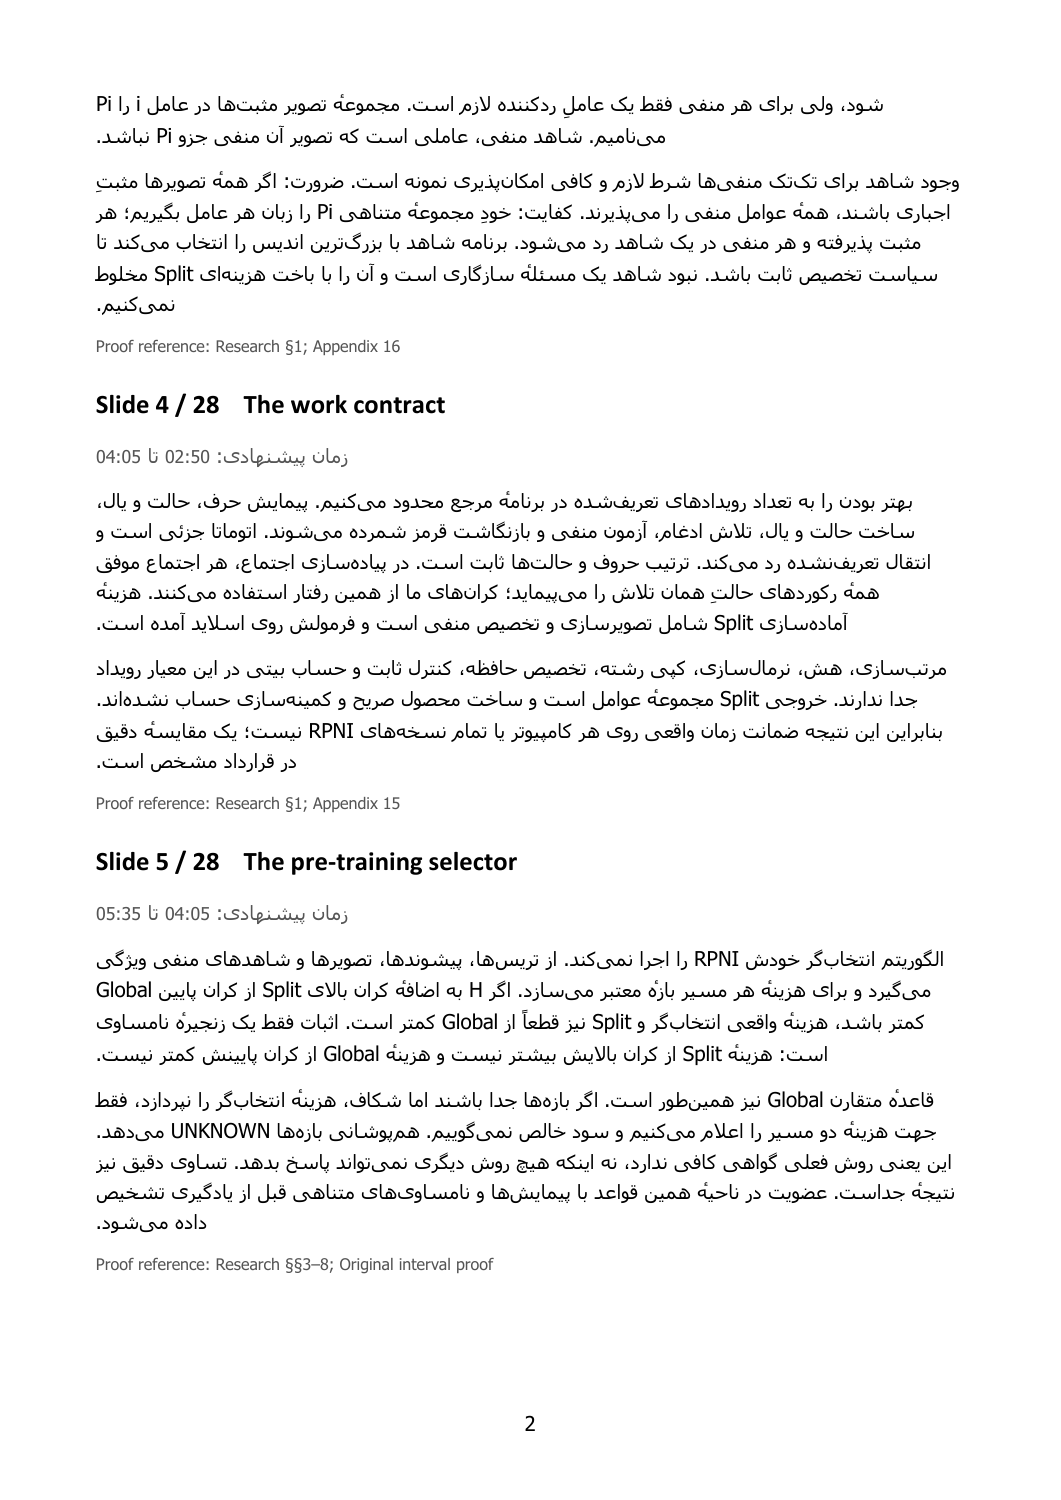 شود، ولی برای هر منفی فقط یک عاملِ ردکننده لازم است. مجموعهٔ تصویر مثبت‌ها در عامل i را Pi
می‌نامیم. شاهد منفی، عاملی است که تصویر آن منفی جزو Pi نباشد.
وجود شاهد برای تک‌تک منفی‌ها شرط لازم و کافی امکان‌پذیری نمونه است. ضرورت: اگر همهٔ تصویرها مثبتِ
اجباری باشند، همهٔ عوامل منفی را می‌پذیرند. کفایت: خودِ مجموعهٔ متناهی Pi را زبان هر عامل بگیریم؛ هر
مثبت پذیرفته و هر منفی در یک شاهد رد می‌شود. برنامه شاهد با بزرگ‌ترین اندیس را انتخاب می‌کند تا
سیاست تخصیص ثابت باشد. نبود شاهد یک مسئلهٔ سازگاری است و آن را با باخت هزینه‌ای Split مخلوط
نمی‌کنیم.
Proof reference: Research §1; Appendix 16
Slide 4 / 28 The work contract
زمان پیشنهادی: 02:50 تا 04:05
بهتر بودن را به تعداد رویدادهای تعریف‌شده در برنامهٔ مرجع محدود می‌کنیم. پیمایش حرف، حالت و یال،
ساخت حالت و یال، تلاش ادغام، آزمون منفی و بازنگاشت قرمز شمرده می‌شوند. اتوماتا جزئی است و
انتقال تعریف‌نشده رد می‌کند. ترتیب حروف و حالت‌ها ثابت است. در پیاده‌سازی اجتماع، هر اجتماع موفق
همهٔ رکوردهای حالتِ همان تلاش را می‌پیماید؛ کران‌های ما از همین رفتار استفاده می‌کنند. هزینهٔ
آماده‌سازی Split شامل تصویرسازی و تخصیص منفی است و فرمولش روی اسلاید آمده است.
مرتب‌سازی، هش، نرمال‌سازی، کپی رشته، تخصیص حافظه، کنترل ثابت و حساب بیتی در این معیار رویداد
جدا ندارند. خروجی Split مجموعهٔ عوامل است و ساخت محصول صریح و کمینه‌سازی حساب نشده‌اند.
بنابراین این نتیجه ضمانت زمان واقعی روی هر کامپیوتر یا تمام نسخه‌های RPNI نیست؛ یک مقایسهٔ دقیق
در قرارداد مشخص است.
Proof reference: Research §1; Appendix 15
Slide 5 / 28 The pre-training selector
زمان پیشنهادی: 04:05 تا 05:35
الگوریتم انتخاب‌گر خودش RPNI را اجرا نمی‌کند. از تریس‌ها، پیشوندها، تصویرها و شاهدهای منفی ویژگی
می‌گیرد و برای هزینهٔ هر مسیر بازهٔ معتبر می‌سازد. اگر H به اضافهٔ کران بالای Split از کران پایین Global
کمتر باشد، هزینهٔ واقعی انتخاب‌گر و Split نیز قطعاً از Global کمتر است. اثبات فقط یک زنجیرهٔ نامساوی
است: هزینهٔ Split از کران بالایش بیشتر نیست و هزینهٔ Global از کران پایینش کمتر نیست.
قاعدهٔ متقارن Global نیز همین‌طور است. اگر بازه‌ها جدا باشند اما شکاف، هزینهٔ انتخاب‌گر را نپردازد، فقط
جهت هزینهٔ دو مسیر را اعلام می‌کنیم و سود خالص نمی‌گوییم. هم‌پوشانی بازه‌ها UNKNOWN می‌دهد.
این یعنی روش فعلی گواهی کافی ندارد، نه اینکه هیچ روش دیگری نمی‌تواند پاسخ بدهد. تساوی دقیق نیز
نتیجهٔ جداست. عضویت در ناحیهٔ همین قواعد با پیمایش‌ها و نامساوی‌های متناهی قبل از یادگیری تشخیص
داده می‌شود.
Proof reference: Research §§3–8; Original interval proof
2